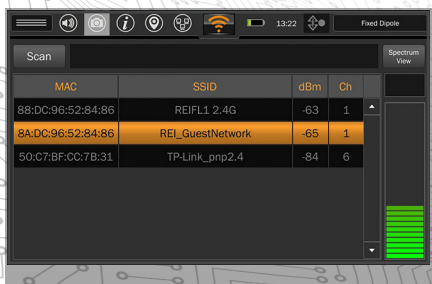 13:22 Fixed Dipole
Scan Spectrum View
MAC SSID dBm Ch
88:DC:96:52:84:86 REIFL1 2.4G -63 1
8A:DC:96:52:84:86 REI_GuestNetwork -65 1
50:C7:BF:CC:7B:31 TP-Link_pnp2.4 -84 6